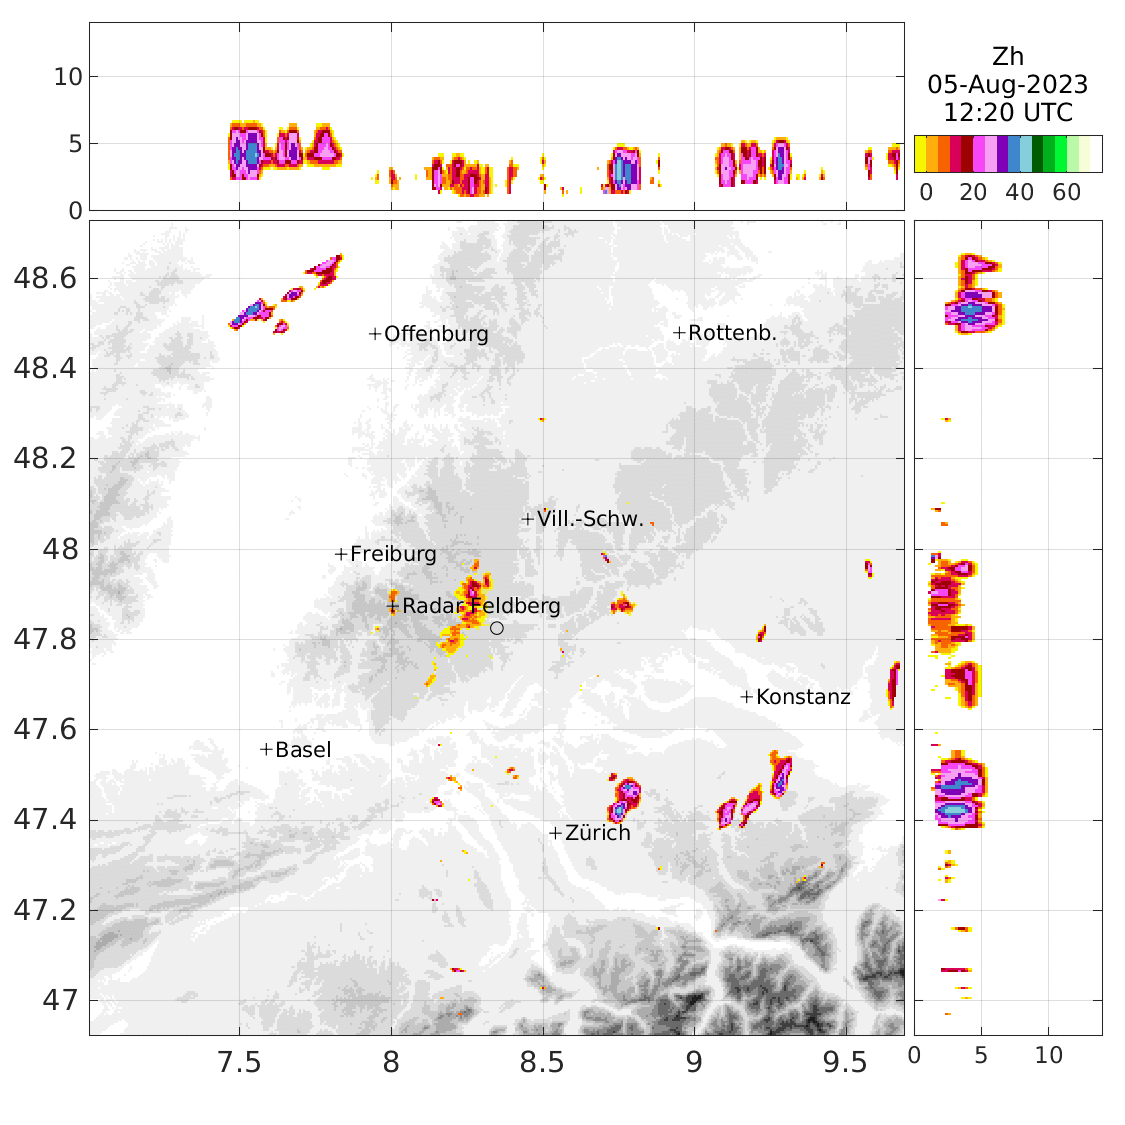 10
5
0
Zh
05-Aug-2023
12:20 UTC
0 20 40 60
48.6
48.4
48.2
48
47.8
47.6
47.4
47.2
47
+Offenburg
+Rottenb.
+Vill.-Schw.
+Freiburg
+Radar Feldberg
+Konstanz
+Basel
+Zürich
7.5 8 8.5 9 9.5
0 5 10